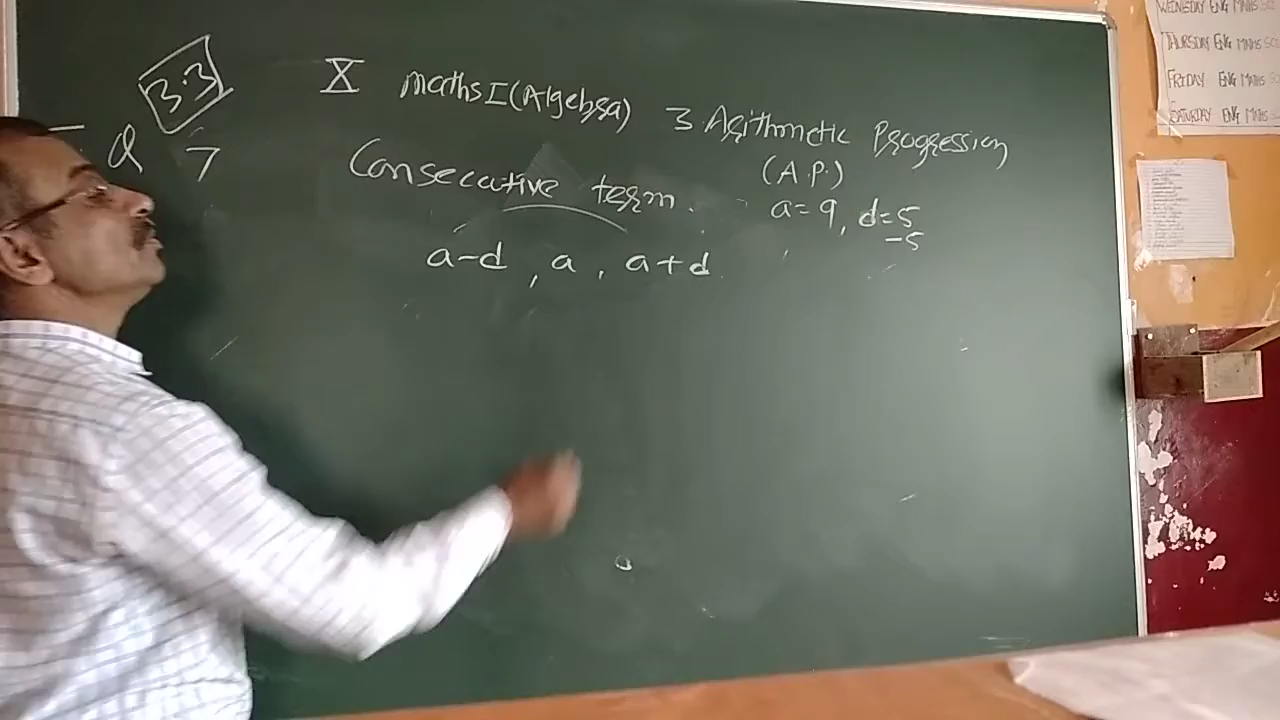 3.3
X maths I (Algebra) 3 Arithmetic Progression
Q 7
Consecutive term.
(A.P.)
a=9, d=5
-5
a-d, a, a+d
WEDNESDAY ENG MATHS
THURSDAY ENG MATHS
FRIDAY ENG MATHS
SATURDAY ENG MATHS